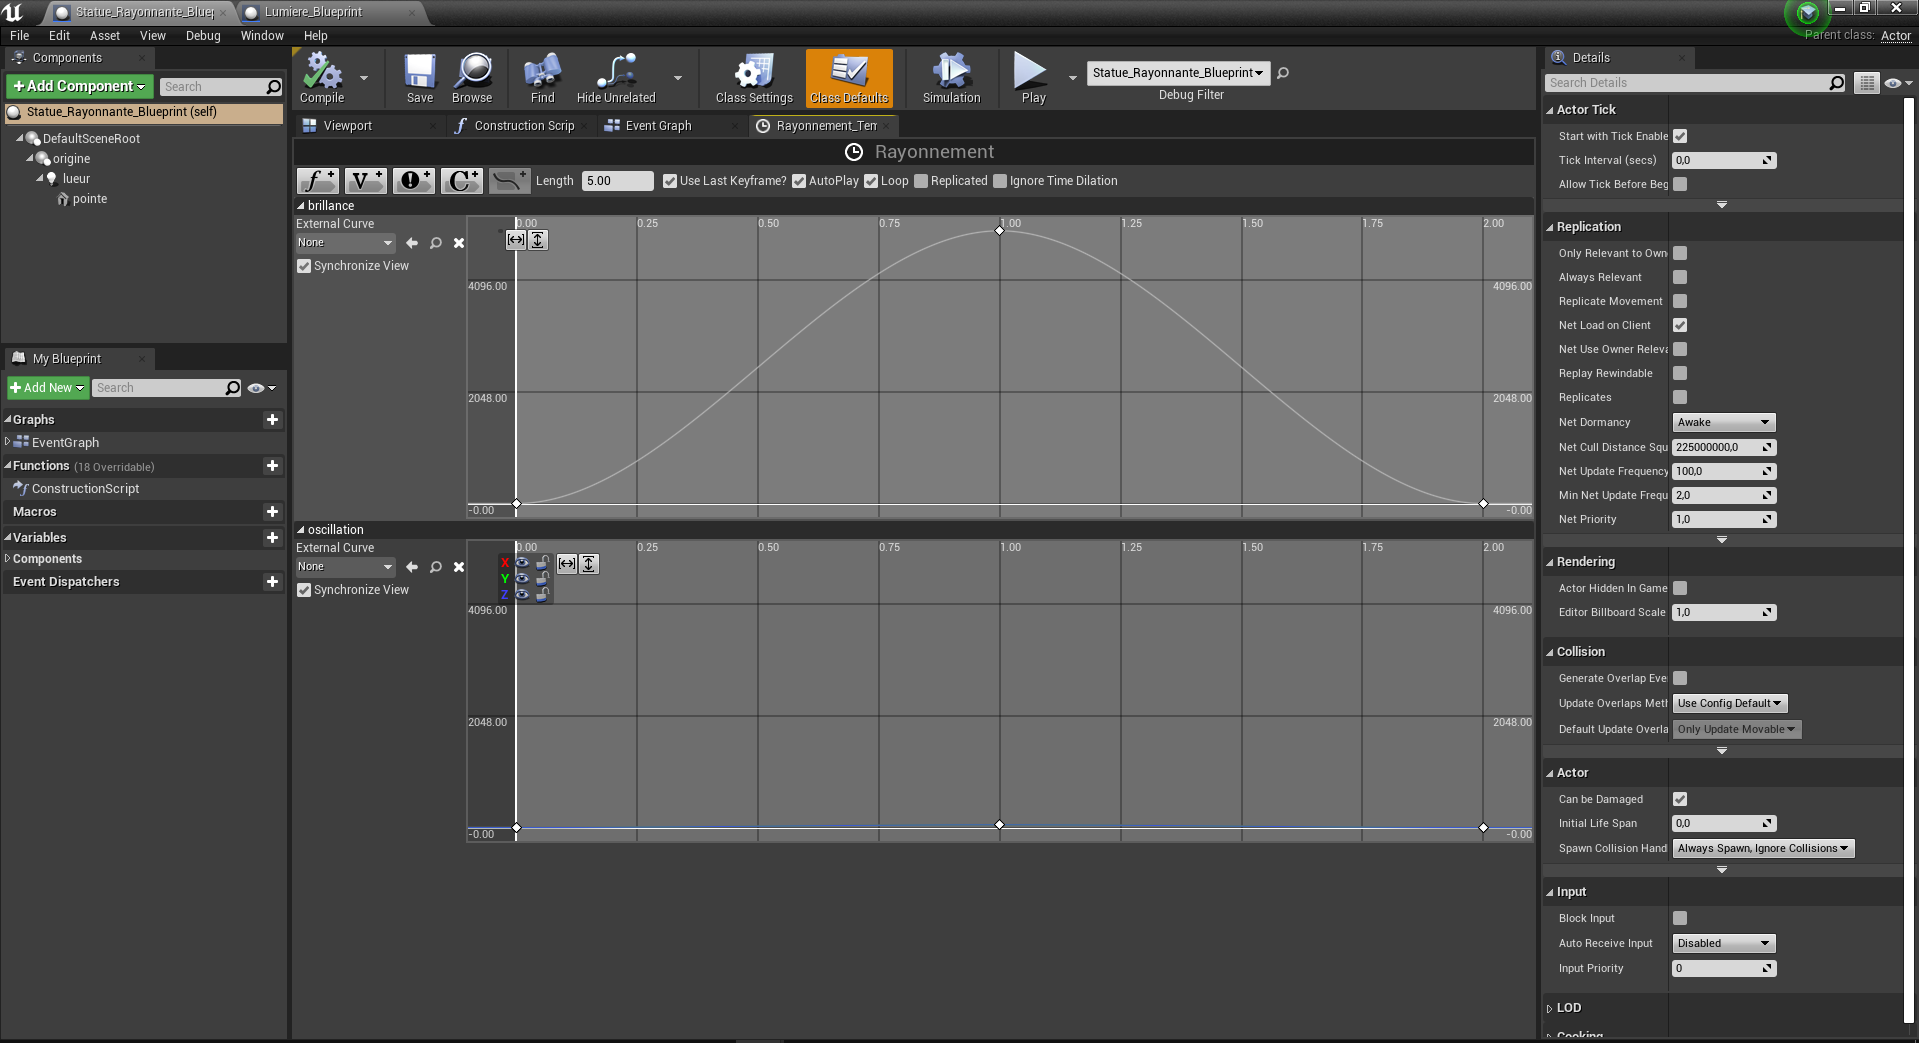 Statue_Rayonnante_Bluep
Lumiere_Blueprint
File Edit Asset View Debug Window Help
Parent class: Actor
Components
+ Add Component
Search
Statue_Rayonnante_Blueprint (self)
DefaultSceneRoot
origine
lueur
pointe
My Blueprint
+ Add New
Search
Graphs
EventGraph
Functions (18 Overridable)
ConstructionScript
Macros
Variables
Components
Event Dispatchers
Compile
Save
Browse
Find
Hide Unrelated
Class Settings
Class Defaults
Simulation
Play
Statue_Rayonnante_Blueprint
Debug Filter
Viewport
Construction Scrip
Event Graph
Rayonnement_Tem
Rayonnement
Length 5.00 Use Last Keyframe? AutoPlay Loop Replicated Ignore Time Dilation
brillance
External Curve
None
Synchronize View
0.00 0.25 0.50 0.75 1.00 1.25 1.50 1.75 2.00
4096.00 4096.00
2048.00 2048.00
-0.00 -0.00
oscillation
External Curve
None
Synchronize View
0.00 0.25 0.50 0.75 1.00 1.25 1.50 1.75 2.00
X
Y
Z
4096.00 4096.00
2048.00 2048.00
-0.00 -0.00
Details
Search Details
Actor Tick
Start with Tick Enable
Tick Interval (secs) 0,0
Allow Tick Before Beg
Replication
Only Relevant to Own
Always Relevant
Replicate Movement
Net Load on Client
Net Use Owner Releva
Replay Rewindable
Replicates
Net Dormancy Awake
Net Cull Distance Squ 225000000,0
Net Update Frequency 100,0
Min Net Update Frequ 2,0
Net Priority 1,0
Rendering
Actor Hidden In Game
Editor Billboard Scale 1,0
Collision
Generate Overlap Eve
Update Overlaps Meth Use Config Default
Default Update Overla Only Update Movable
Actor
Can be Damaged
Initial Life Span 0,0
Spawn Collision Hand Always Spawn, Ignore Collisions
Input
Block Input
Auto Receive Input Disabled
Input Priority 0
LOD
Cooking